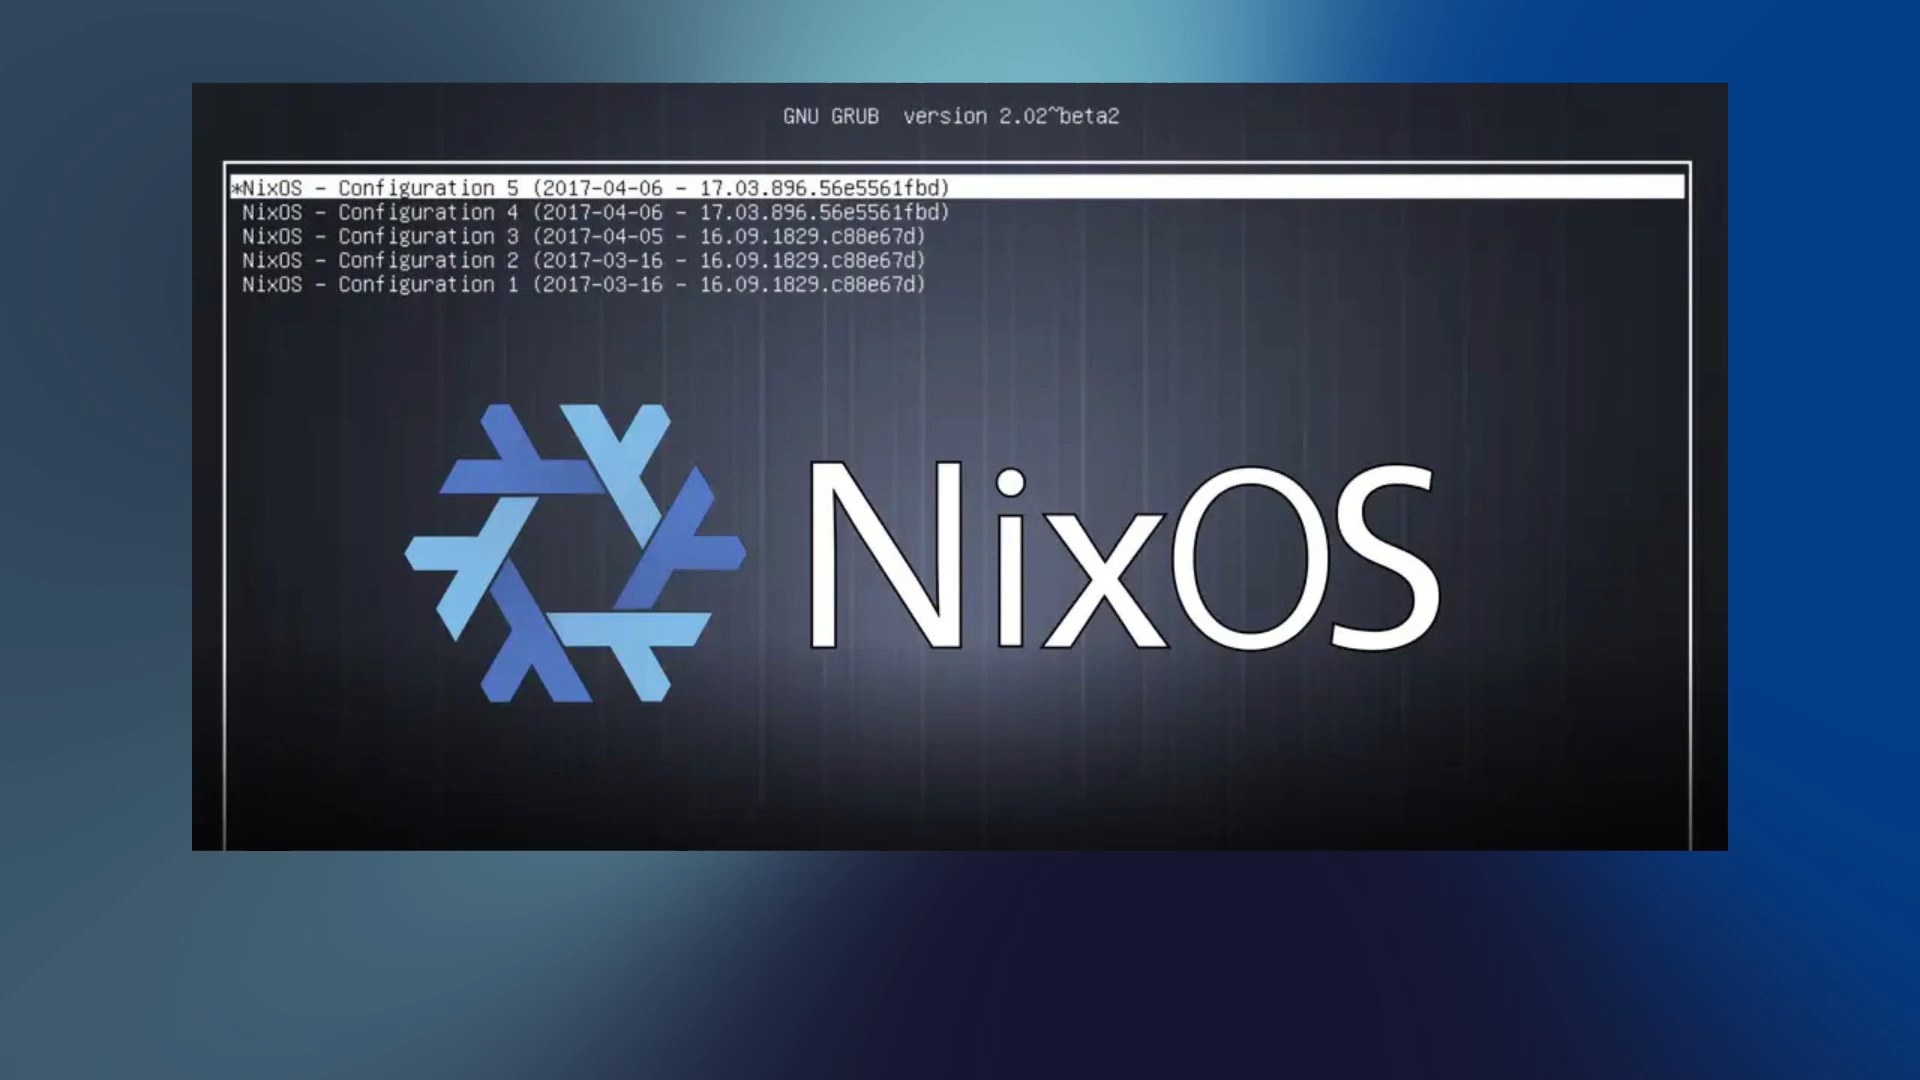 GNU GRUB  version 2.02~beta2
*NixOS - Configuration 5 (2017-04-06 - 17.03.896.56e5561fbd)
NixOS - Configuration 4 (2017-04-06 - 17.03.896.56e5561fbd)
NixOS - Configuration 3 (2017-04-05 - 16.09.1829.c88e67d)
NixOS - Configuration 2 (2017-03-16 - 16.09.1829.c88e67d)
NixOS - Configuration 1 (2017-03-16 - 16.09.1829.c88e67d)
NixOS